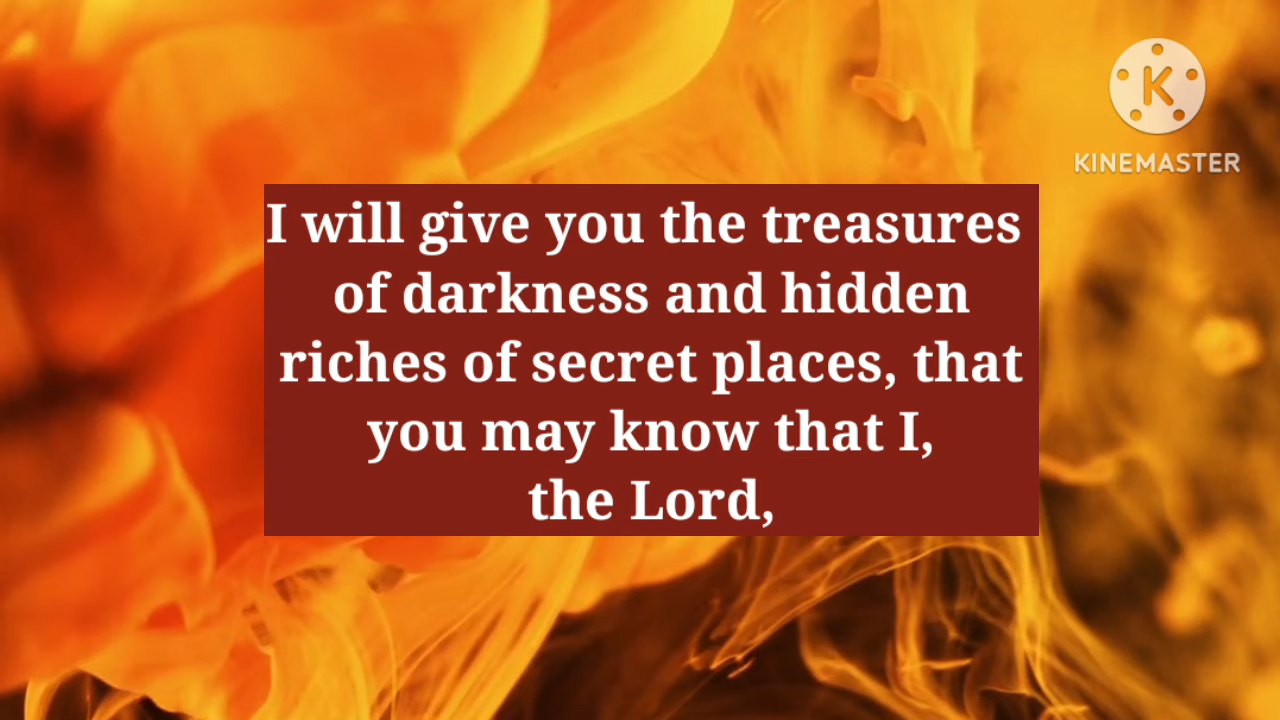 K
KINEMASTER
I will give you the treasures
of darkness and hidden
riches of secret places, that
you may know that I,
the Lord,